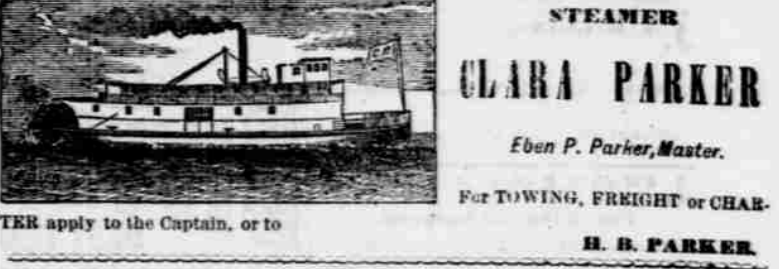 STEAMER
CLARA PARKER
Eben P. Parker, Master.
For TOWING, FREIGHT or CHAR-
TER apply to the Captain, or to
H. B. PARKER.